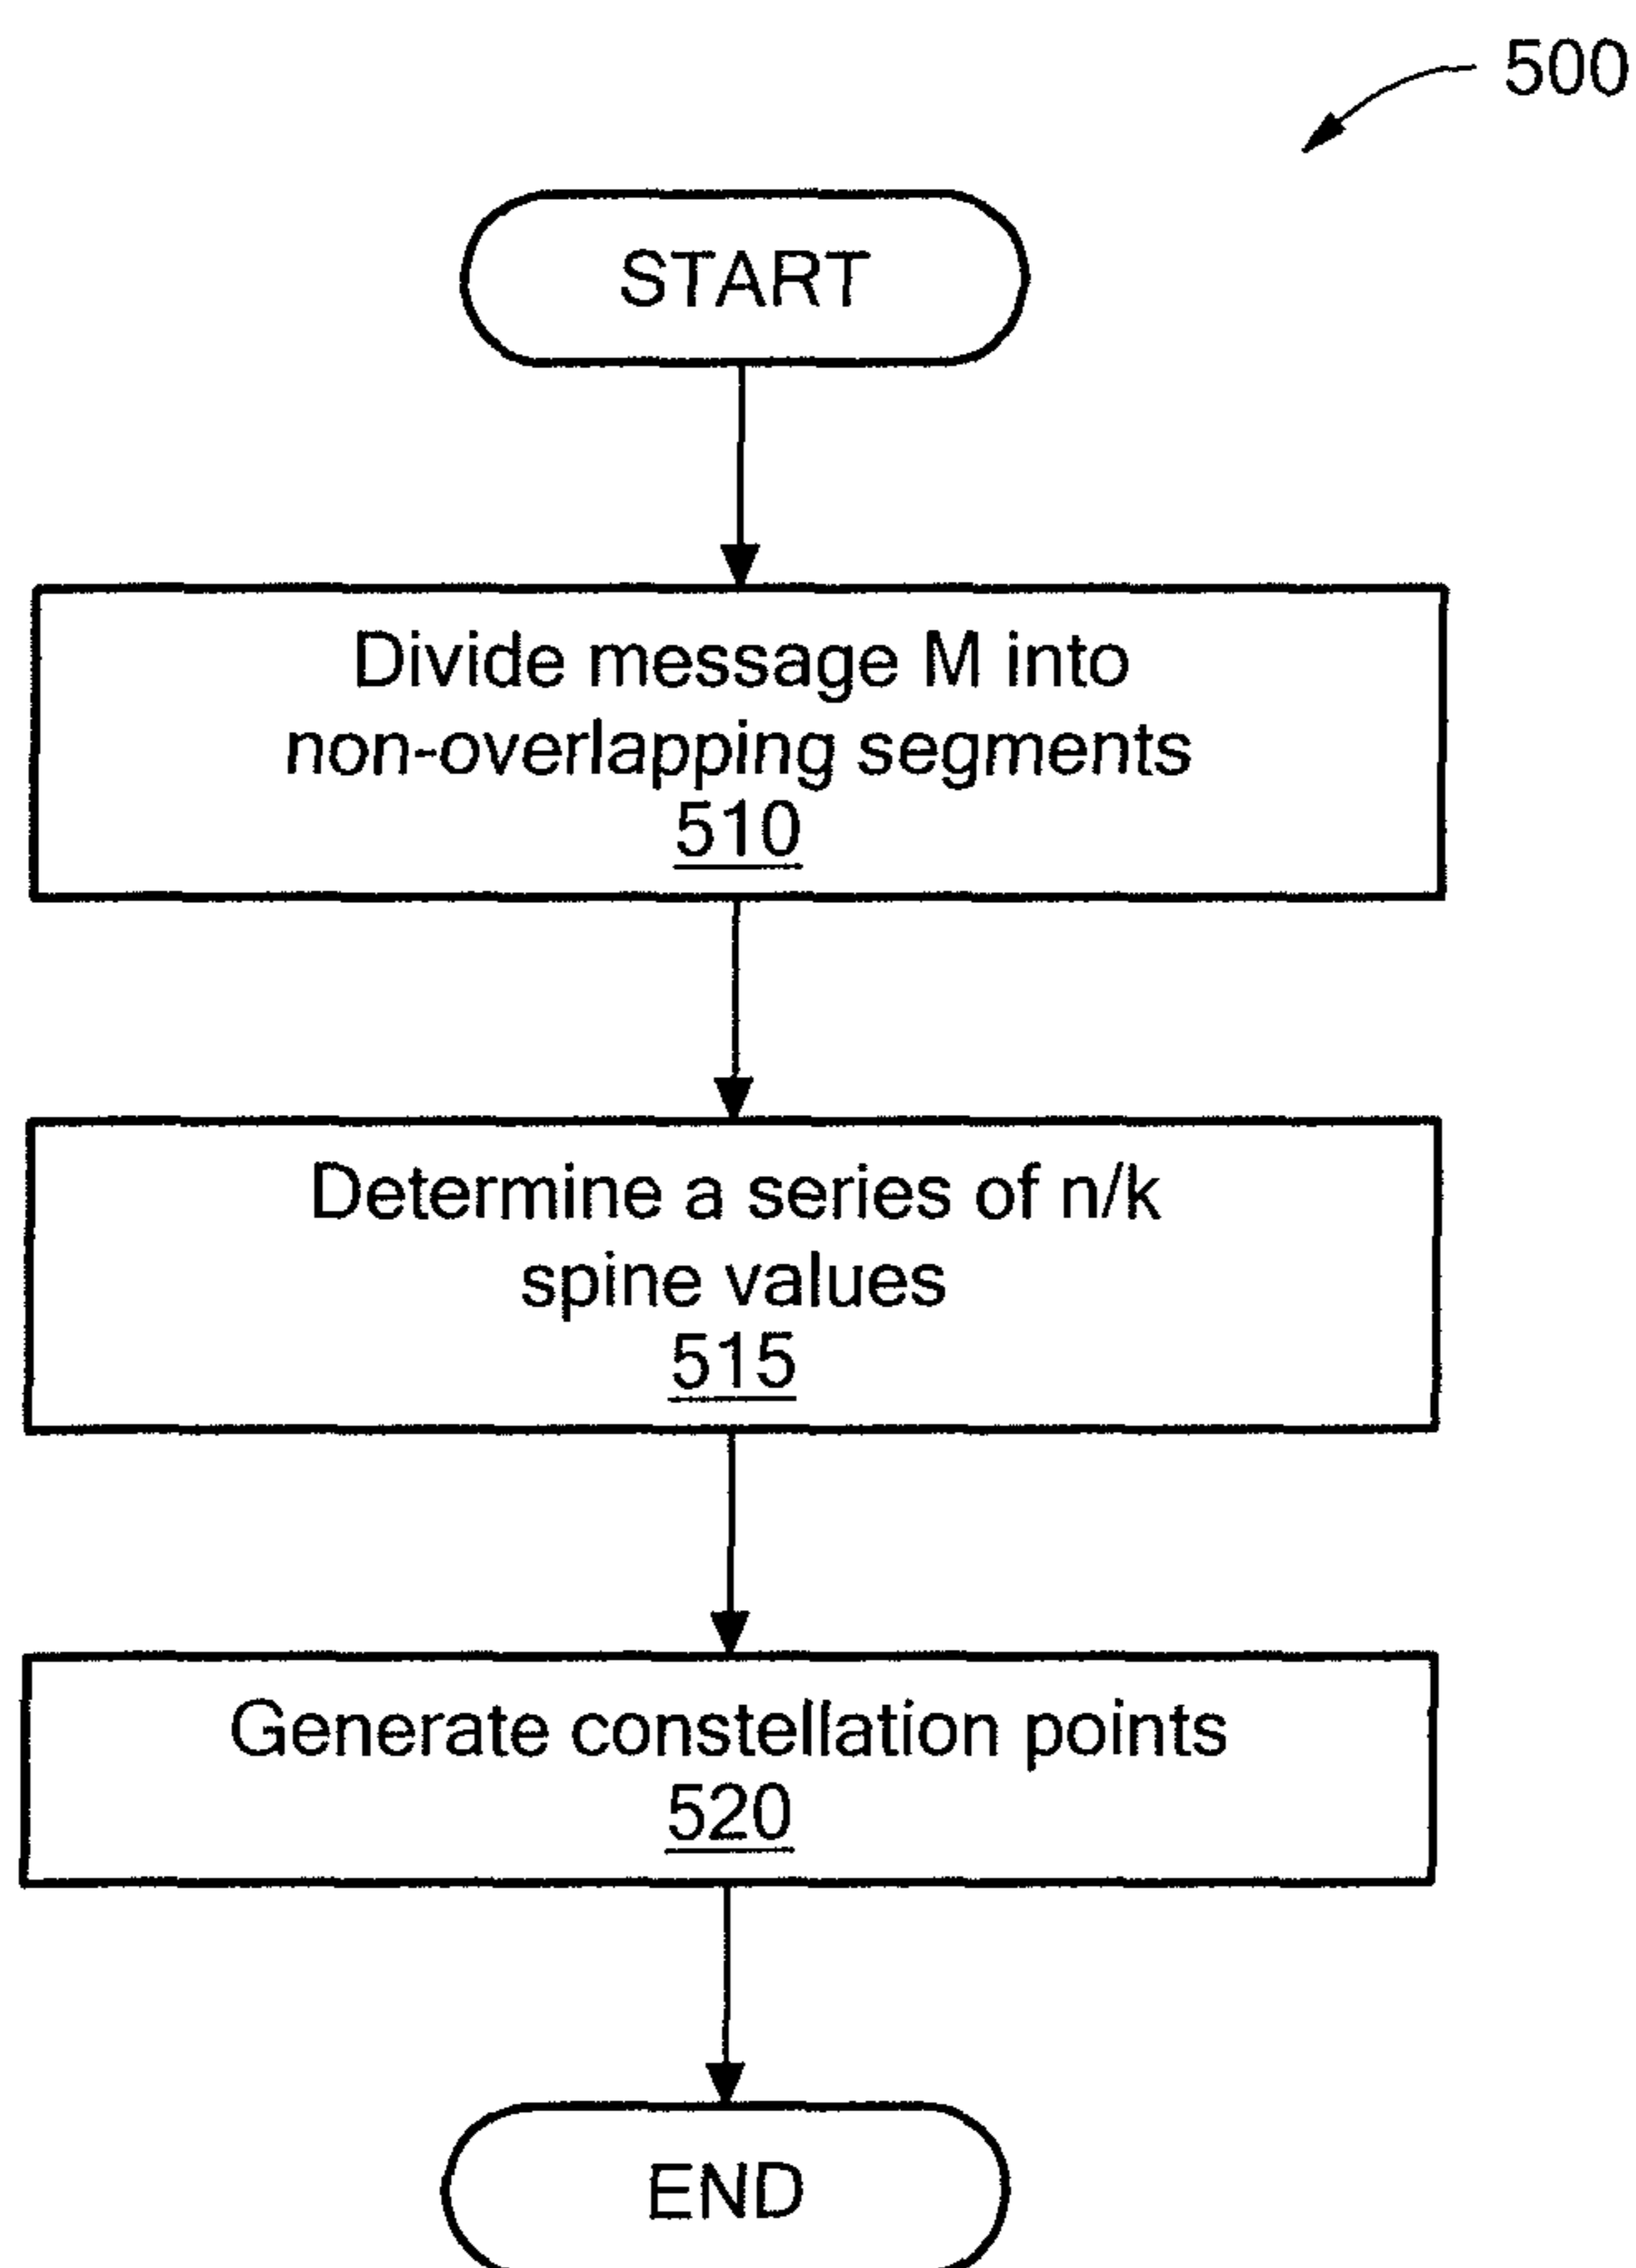 500
START
Divide message M into
non-overlapping segments
510
Determine a series of n/k
spine values
515
Generate constellation points
520
END